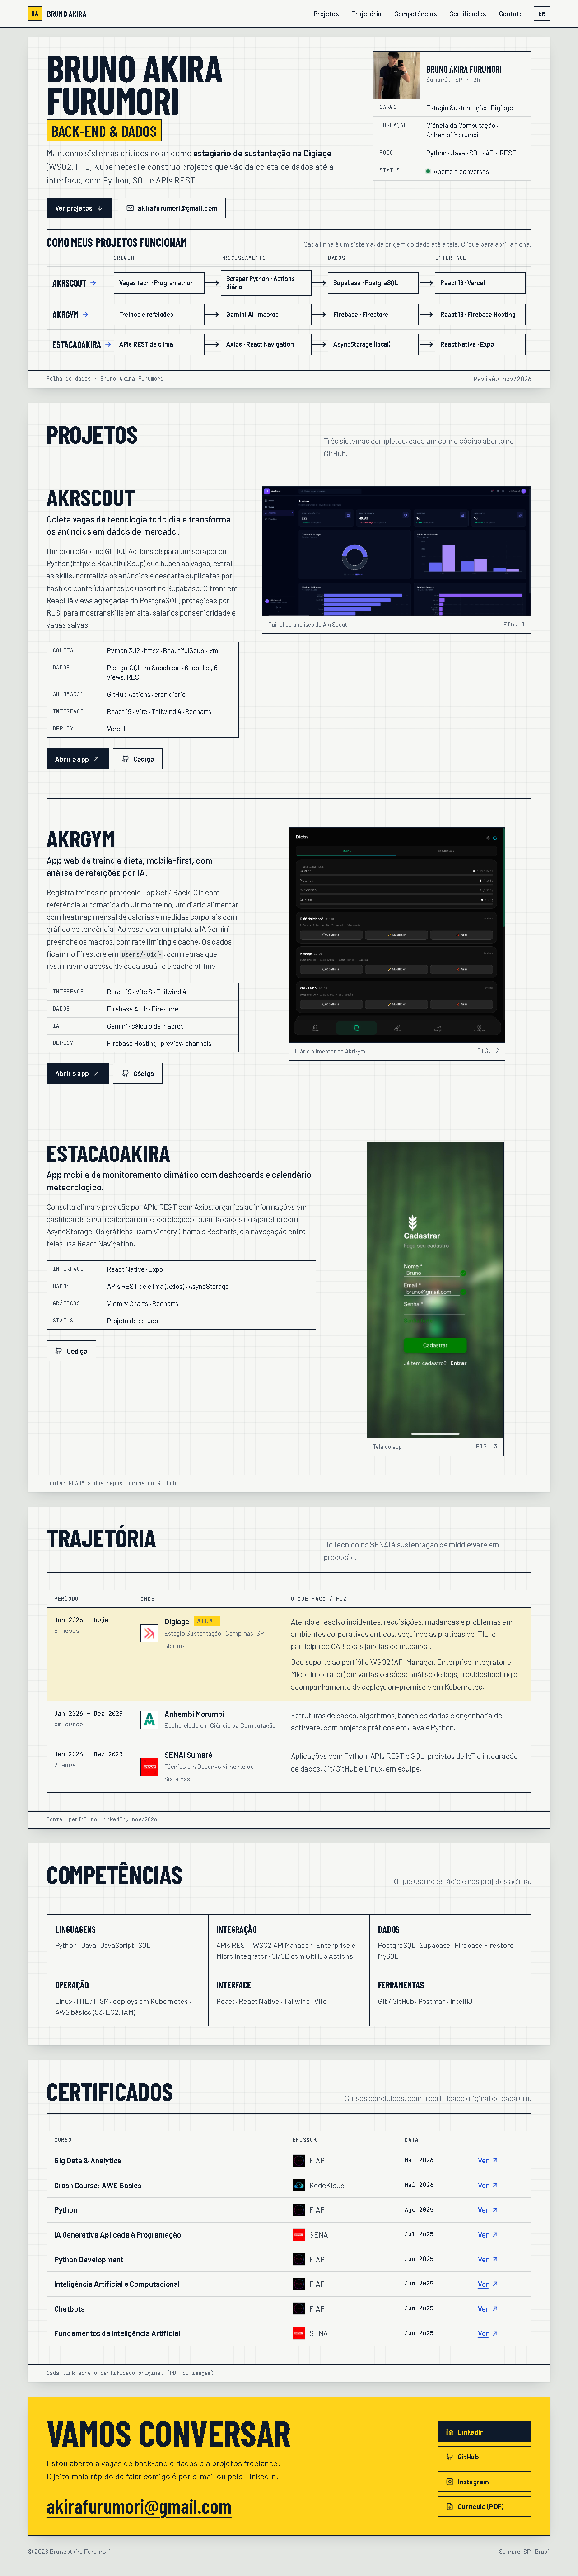 BA BRUNO AKIRA
Projetos Trajetória Competências Certificados Contato EN
BRUNO AKIRA
FURUMORI
BACK-END & DADOS
Mantenho sistemas críticos no ar como estagiário de sustentação na Digiage
(WSO2, ITIL, Kubernetes) e construo projetos que vão da coleta de dados até a
interface, com Python, SQL e APIs REST.
Ver projetos ↓ akirafurumori@gmail.com
BRUNO AKIRA FURUMORI
Sumaré, SP · BR
CARGO Estágio Sustentação · Digiage
FORMAÇÃO Ciência da Computação ·
Anhembi Morumbi
FOCO Python · Java · SQL · APIs REST
STATUS Aberto a conversas
COMO MEUS PROJETOS FUNCIONAM
Cada linha é um sistema, da origem do dado até a tela. Clique para abrir a ficha.
ORIGEM PROCESSAMENTO DADOS INTERFACE
AKRSCOUT → Vagas tech · Programathor → Scraper Python · Actions diário → Supabase · PostgreSQL → React 19 · Vercel
AKRGYM → Treinos e refeições → Gemini AI · macros → Firebase · Firestore → React 19 · Firebase Hosting
ESTACAOAKIRA → APIs REST de clima → Axios · React Navigation → AsyncStorage (local) → React Native · Expo
Folha de dados · Bruno Akira Furumori Revisão nov/2026
PROJETOS
Três sistemas completos, cada um com o código aberto no
GitHub.
AKRSCOUT
Coleta vagas de tecnologia todo dia e transforma
os anúncios em dados de mercado.
Um cron diário no GitHub Actions dispara um scraper em
Python (httpx e BeautifulSoup) que busca as vagas, extrai
as skills, normaliza os anúncios e descarta duplicatas por
hash de conteúdo antes do upsert no Supabase. O front em
React lê views agregadas do PostgreSQL, protegidas por
RLS, para mostrar skills em alta, salários por senioridade e
vagas salvas.
COLETA Python 3.12 · httpx · BeautifulSoup · lxml
DADOS PostgreSQL no Supabase · 6 tabelas, 6
views, RLS
AUTOMAÇÃO GitHub Actions · cron diário
INTERFACE React 19 · Vite · Tailwind 4 · Recharts
DEPLOY Vercel
Abrir o app ↗ Código
Painel de análises do AkrScout FIG. 1
AKRGYM
App web de treino e dieta, mobile-first, com
análise de refeições por IA.
Registra treinos no protocolo Top Set / Back-Off com
referência automática do último treino, um diário alimentar
com heatmap mensal de calorias e medidas corporais com
gráfico de tendência. Ao descrever um prato, a IA Gemini
preenche os macros, com rate limiting e cache. Os dados
ficam no Firestore em users/{uid}, com regras que
restringem o acesso de cada usuário e cache offline.
INTERFACE React 19 · Vite 6 · Tailwind 4
DADOS Firebase Auth · Firestore
IA Gemini · cálculo de macros
DEPLOY Firebase Hosting · preview channels
Abrir o app ↗ Código
Dieta
Diário alimentar do AkrGym FIG. 2
ESTACAOAKIRA
App mobile de monitoramento climático com dashboards e calendário
meteorológico.
Consulta clima e previsão por APIs REST com Axios, organiza as informações em
dashboards e num calendário meteorológico e guarda dados no aparelho com
AsyncStorage. Os gráficos usam Victory Charts e Recharts, e a navegação entre
telas usa React Navigation.
INTERFACE React Native · Expo
DADOS APIs REST de clima (Axios) · AsyncStorage
GRÁFICOS Victory Charts · Recharts
STATUS Projeto de estudo
Código
Cadastrar
Faça seu cadastro
Nome *
Bruno
Email *
bruno@gmail.com
Senha *
Cadastrar
Já tem cadastro? Entrar
Tela do app FIG. 3
Fonte: READMEs dos repositórios no GitHub
TRAJETÓRIA
Do técnico no SENAI à sustentação de middleware em
produção.
PERÍODO ONDE O QUE FAÇO / FIZ
Jun 2026 — hoje
6 meses
Digiage ATUAL
Estágio Sustentação · Campinas, SP ·
híbrido
Atendo e resolvo incidentes, requisições, mudanças e problemas em
ambientes corporativos críticos, seguindo as práticas do ITIL, e
participo do CAB e das janelas de mudança.
Dou suporte ao portfólio WSO2 (API Manager, Enterprise Integrator e
Micro Integrator) em várias versões: análise de logs, troubleshooting e
acompanhamento de deploys on-premise e em Kubernetes.
Jan 2026 — Dez 2029
em curso
Anhembi Morumbi
Bacharelado em Ciência da Computação
Estruturas de dados, algoritmos, banco de dados e engenharia de
software, com projetos práticos em Java e Python.
Jan 2024 — Dez 2025
2 anos
SENAI Sumaré
Técnico em Desenvolvimento de
Sistemas
Aplicações com Python, APIs REST e SQL, projetos de IoT e integração
de dados, Git/GitHub e Linux, em equipe.
Fonte: perfil no LinkedIn, nov/2026
COMPETÊNCIAS
O que uso no estágio e nos projetos acima.
LINGUAGENS
Python · Java · JavaScript · SQL
INTEGRAÇÃO
APIs REST · WSO2 API Manager · Enterprise e
Micro Integrator · CI/CD com GitHub Actions
DADOS
PostgreSQL · Supabase · Firebase Firestore ·
MySQL
OPERAÇÃO
Linux · ITIL / ITSM · deploys em Kubernetes ·
AWS básico (S3, EC2, IAM)
INTERFACE
React · React Native · Tailwind · Vite
FERRAMENTAS
Git / GitHub · Postman · IntelliJ
CERTIFICADOS
Cursos concluídos, com o certificado original de cada um.
CURSO EMISSOR DATA
Big Data & Analytics FIAP Mai 2026 Ver ↗
Crash Course: AWS Basics KodeKloud Mai 2026 Ver ↗
Python FIAP Ago 2025 Ver ↗
IA Generativa Aplicada à Programação SENAI Jul 2025 Ver ↗
Python Development FIAP Jun 2025 Ver ↗
Inteligência Artificial e Computacional FIAP Jun 2025 Ver ↗
Chatbots FIAP Jun 2025 Ver ↗
Fundamentos da Inteligência Artificial SENAI Jun 2025 Ver ↗
Cada link abre o certificado original (PDF ou imagem)
VAMOS CONVERSAR
Estou aberto a vagas de back-end e dados e a projetos freelance.
O jeito mais rápido de falar comigo é por e-mail ou pelo LinkedIn.
akirafurumori@gmail.com
LinkedIn
GitHub
Instagram
Currículo (PDF)
© 2026 Bruno Akira Furumori Sumaré, SP · Brasil